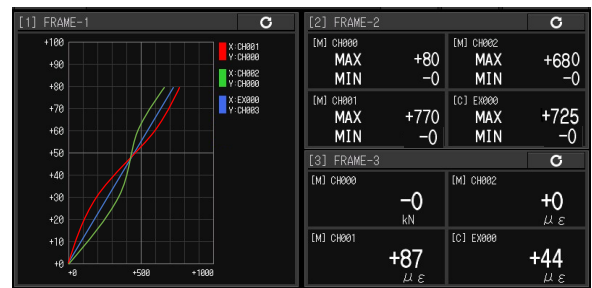 [1] FRAME-1
+100
+90
+80
+70
+60
+50
+40
+30
+20
+10
+0
+0 +500 +1000
X:CH001
Y:CH000
X:CH002
Y:CH000
X:EX000
Y:CH003
[2] FRAME-2
[M] CH000
MAX +80
MIN -0
[M] CH002
MAX +680
MIN -0
[M] CH001
MAX +770
MIN -0
[C] EX000
MAX +725
MIN -0
[3] FRAME-3
[M] CH000
-0
kN
[M] CH002
+0
με
[M] CH001
+87
με
[C] EX000
+44
με